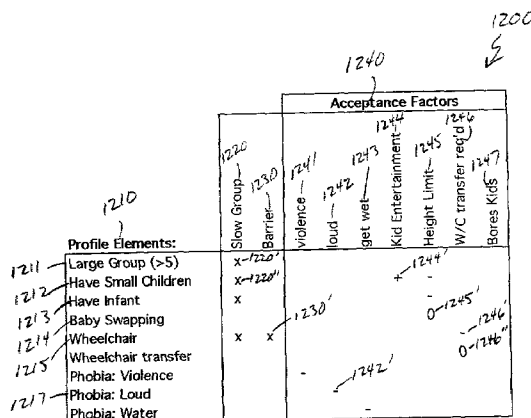 1200
1240
Acceptance Factors
1220
1230
1241
1242
1243
1244
1245
1246
1247
1210
Profile Elements:
Slow Group
Barrier
violence
loud
get wet
Kid Entertainment
Height Limit
W/C transfer req'd
Bores Kids
1211 Large Group (>5) x 1220'
1212 Have Small Children x 1220" + 1244' -
1213 Have Infant x -
1214 Baby Swapping 0 1245'
1215 Wheelchair x x 1230' - 1246'
Wheelchair transfer 0 1246"
Phobia: Violence -
1217 Phobia: Loud - 1242'
Phobia: Water -